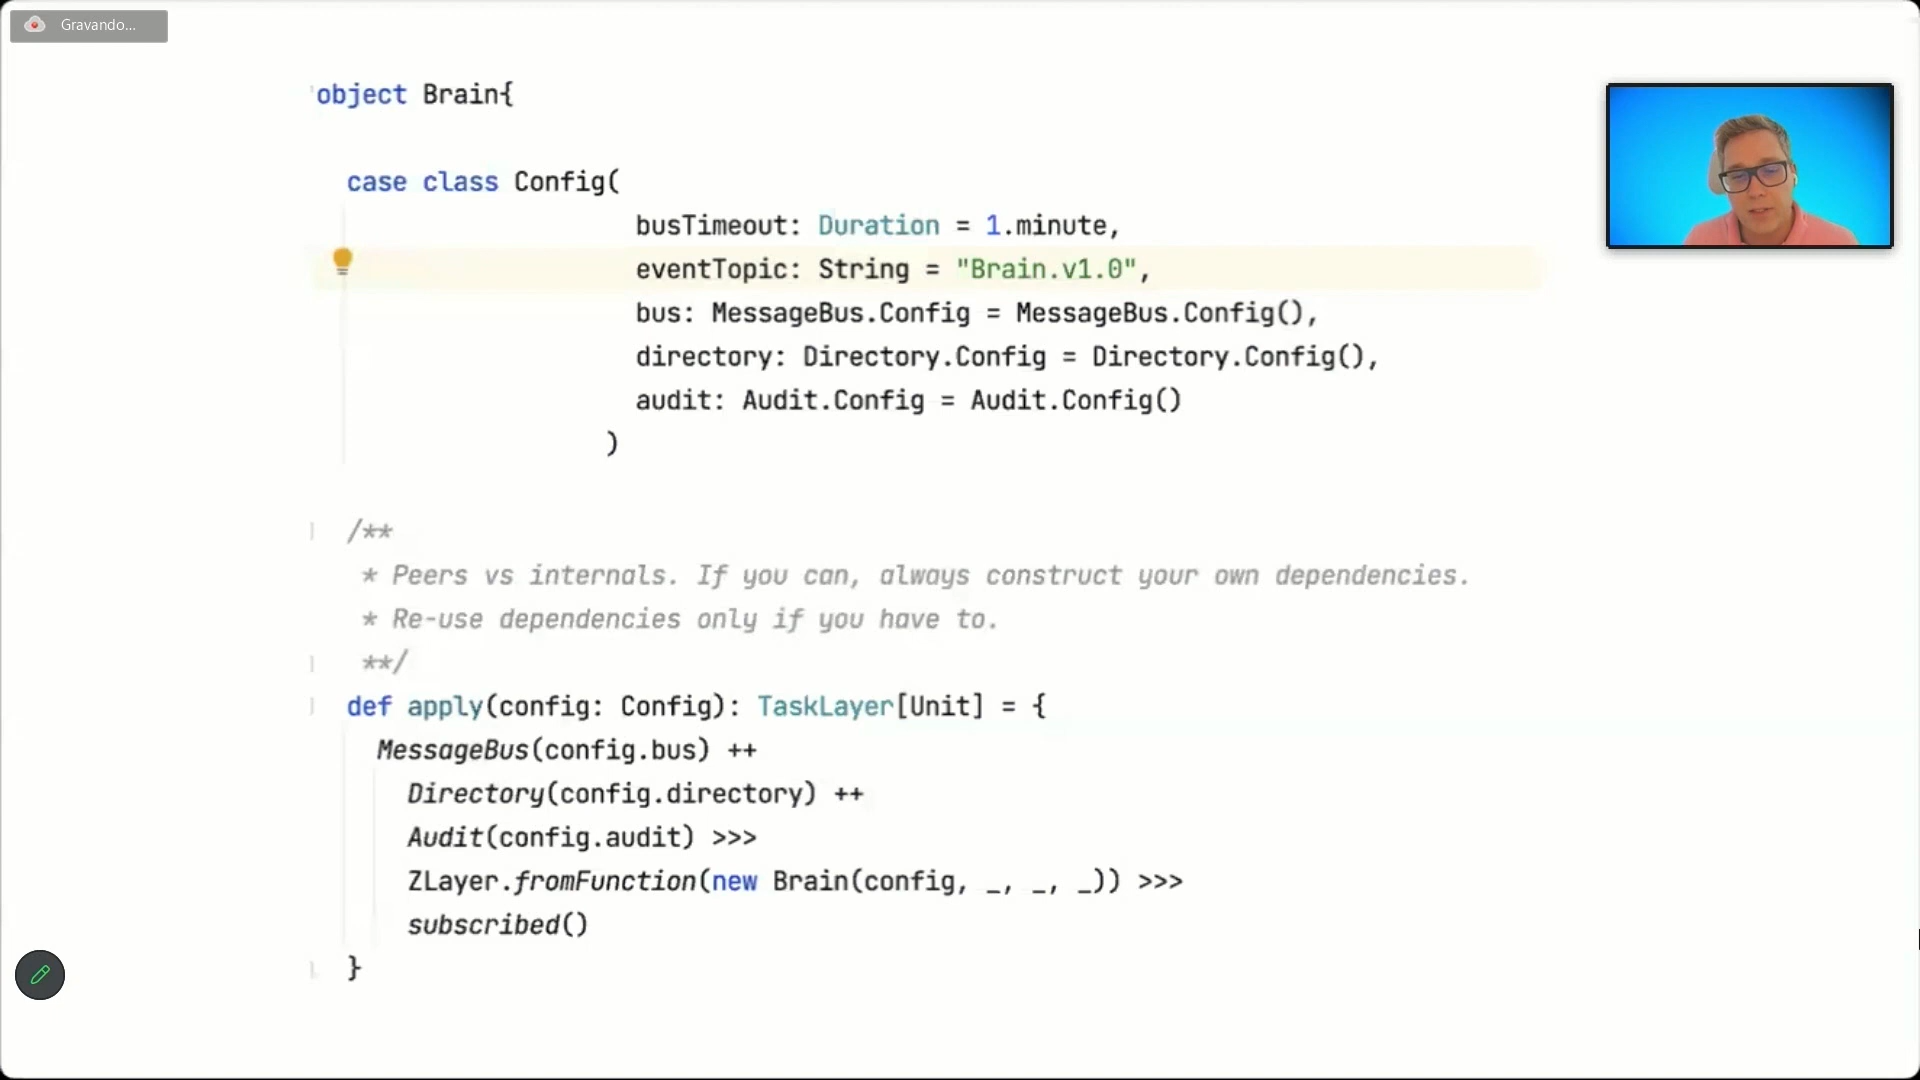 Gravando...
object Brain{
case class Config(
busTimeout: Duration = 1.minute,
eventTopic: String = "Brain.v1.0",
bus: MessageBus.Config = MessageBus.Config(),
directory: Directory.Config = Directory.Config(),
audit: Audit.Config = Audit.Config()
)
/**
* Peers vs internals. If you can, always construct your own dependencies.
* Re-use dependencies only if you have to.
**/
def apply(config: Config): TaskLayer[Unit] = {
MessageBus(config.bus) ++
Directory(config.directory) ++
Audit(config.audit) >>>
ZLayer.fromFunction(new Brain(config, _, _, _)) >>>
subscribed()
}